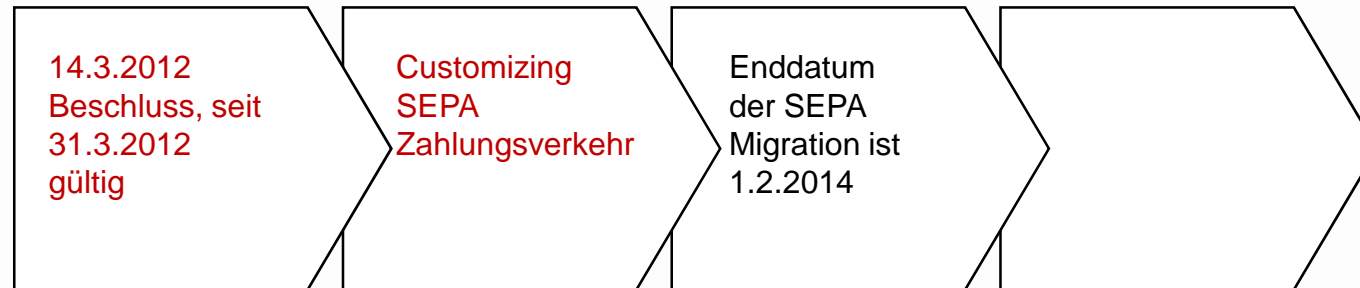 14.3.2012
Beschluss, seit
31.3.2012
gültig
Customizing
SEPA
Zahlungsverkehr
Enddatum
der SEPA
Migration ist
1.2.2014